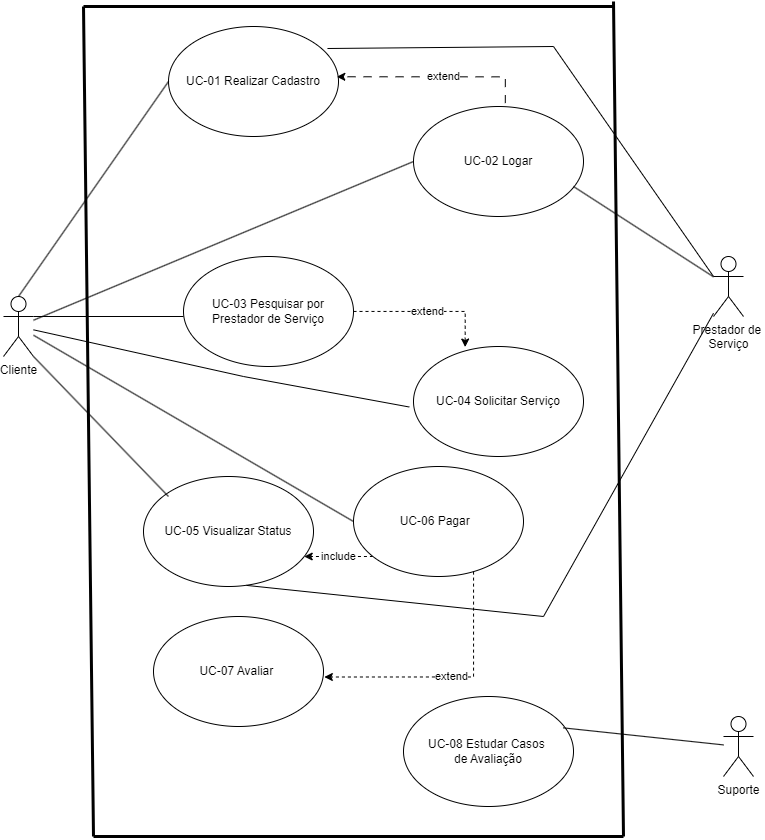 UC-01 Realizar Cadastro
extend
UC-02 Logar
UC-03 Pesquisar por
Prestador de Serviço
extend
Cliente
Prestador de
Serviço
UC-04 Solicitar Serviço
UC-05 Visualizar Status
UC-06 Pagar
include
UC-07 Avaliar
extend
UC-08 Estudar Casos
de Avaliação
Suporte